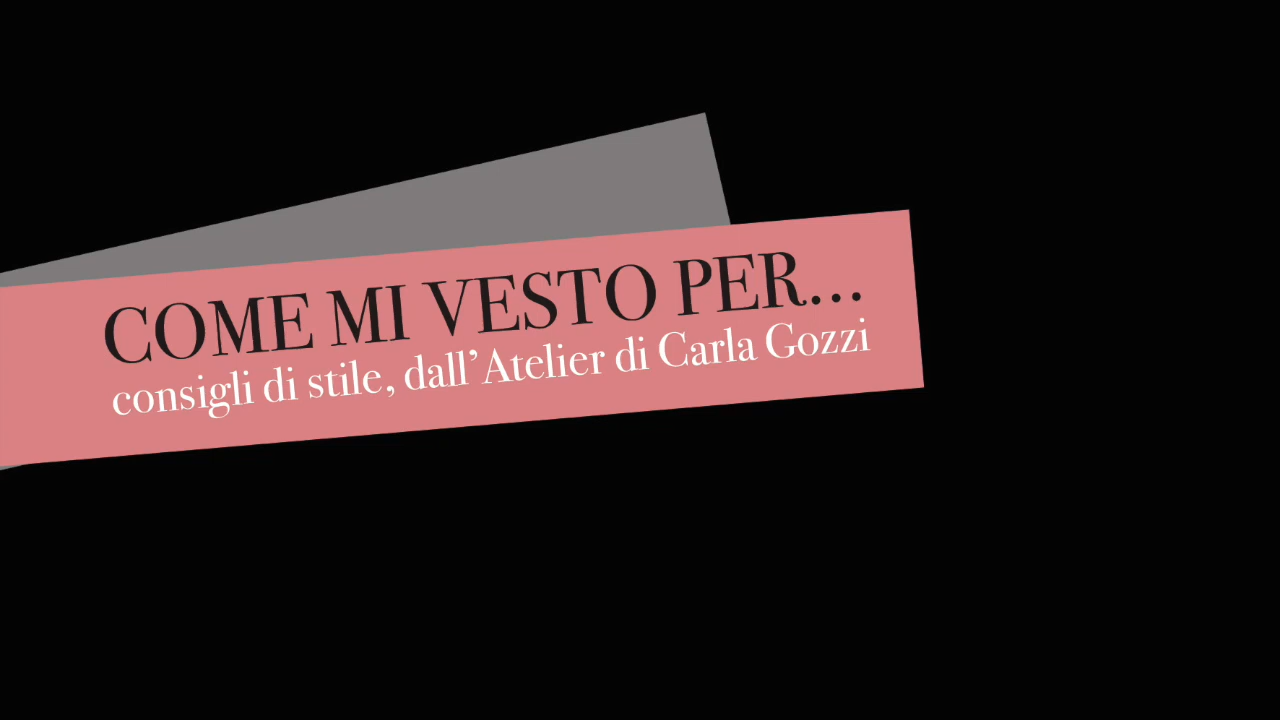 COME MI VESTO PER...
consigli di stile, dall'Atelier di Carla Gozzi